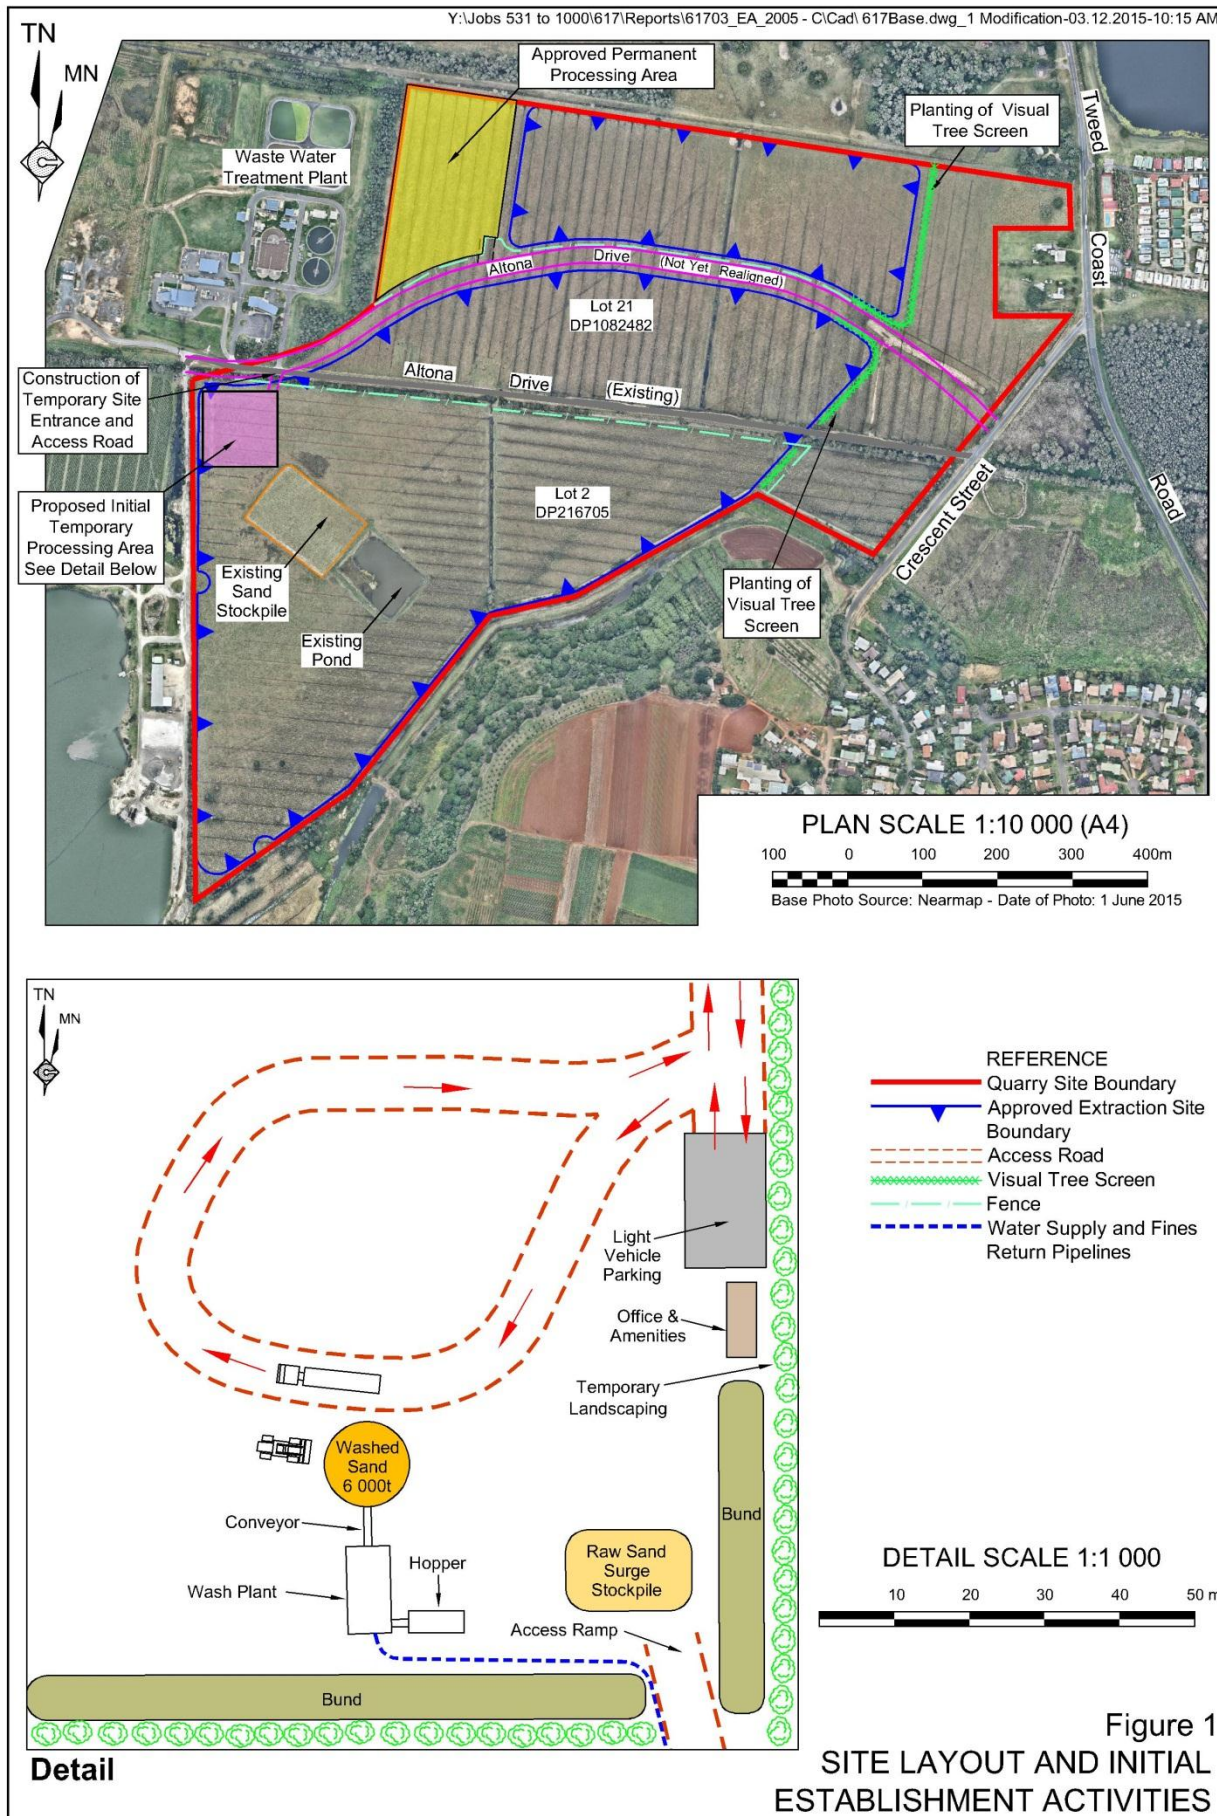 Y:\Jobs 531 to 1000\617\Reports\61703_EA_2005 - C\Cad\ 617Base.dwg_1 Modification-03.12.2015-10:15 AM
TN
MN
Approved Permanent
Processing Area
Planting of Visual
Tree Screen
Tweed
Coast
Road
Waste Water
Treatment Plant
Altona
Drive
(Not Yet Realigned)
Lot 21
DP1082482
Construction of
Temporary Site
Entrance and
Access Road
Altona
Drive
(Existing)
Proposed Initial
Temporary
Processing Area
See Detail Below
Lot 2
DP216705
Crescent Street
Existing
Sand
Stockpile
Existing
Pond
Planting of
Visual Tree
Screen
PLAN SCALE 1:10 000 (A4)
100 0 100 200 300 400m
Base Photo Source: Nearmap - Date of Photo: 1 June 2015
TN
MN
Light
Vehicle
Parking
Office &
Amenities
Temporary
Landscaping
Washed
Sand
6 000t
Conveyor
Hopper
Wash Plant
Raw Sand
Surge
Stockpile
Bund
Access Ramp
Bund
Detail
REFERENCE
Quarry Site Boundary
Approved Extraction Site
Boundary
Access Road
Visual Tree Screen
Fence
Water Supply and Fines
Return Pipelines
DETAIL SCALE 1:1 000
10 20 30 40 50 m
Figure 1
SITE LAYOUT AND INITIAL
ESTABLISHMENT ACTIVITIES